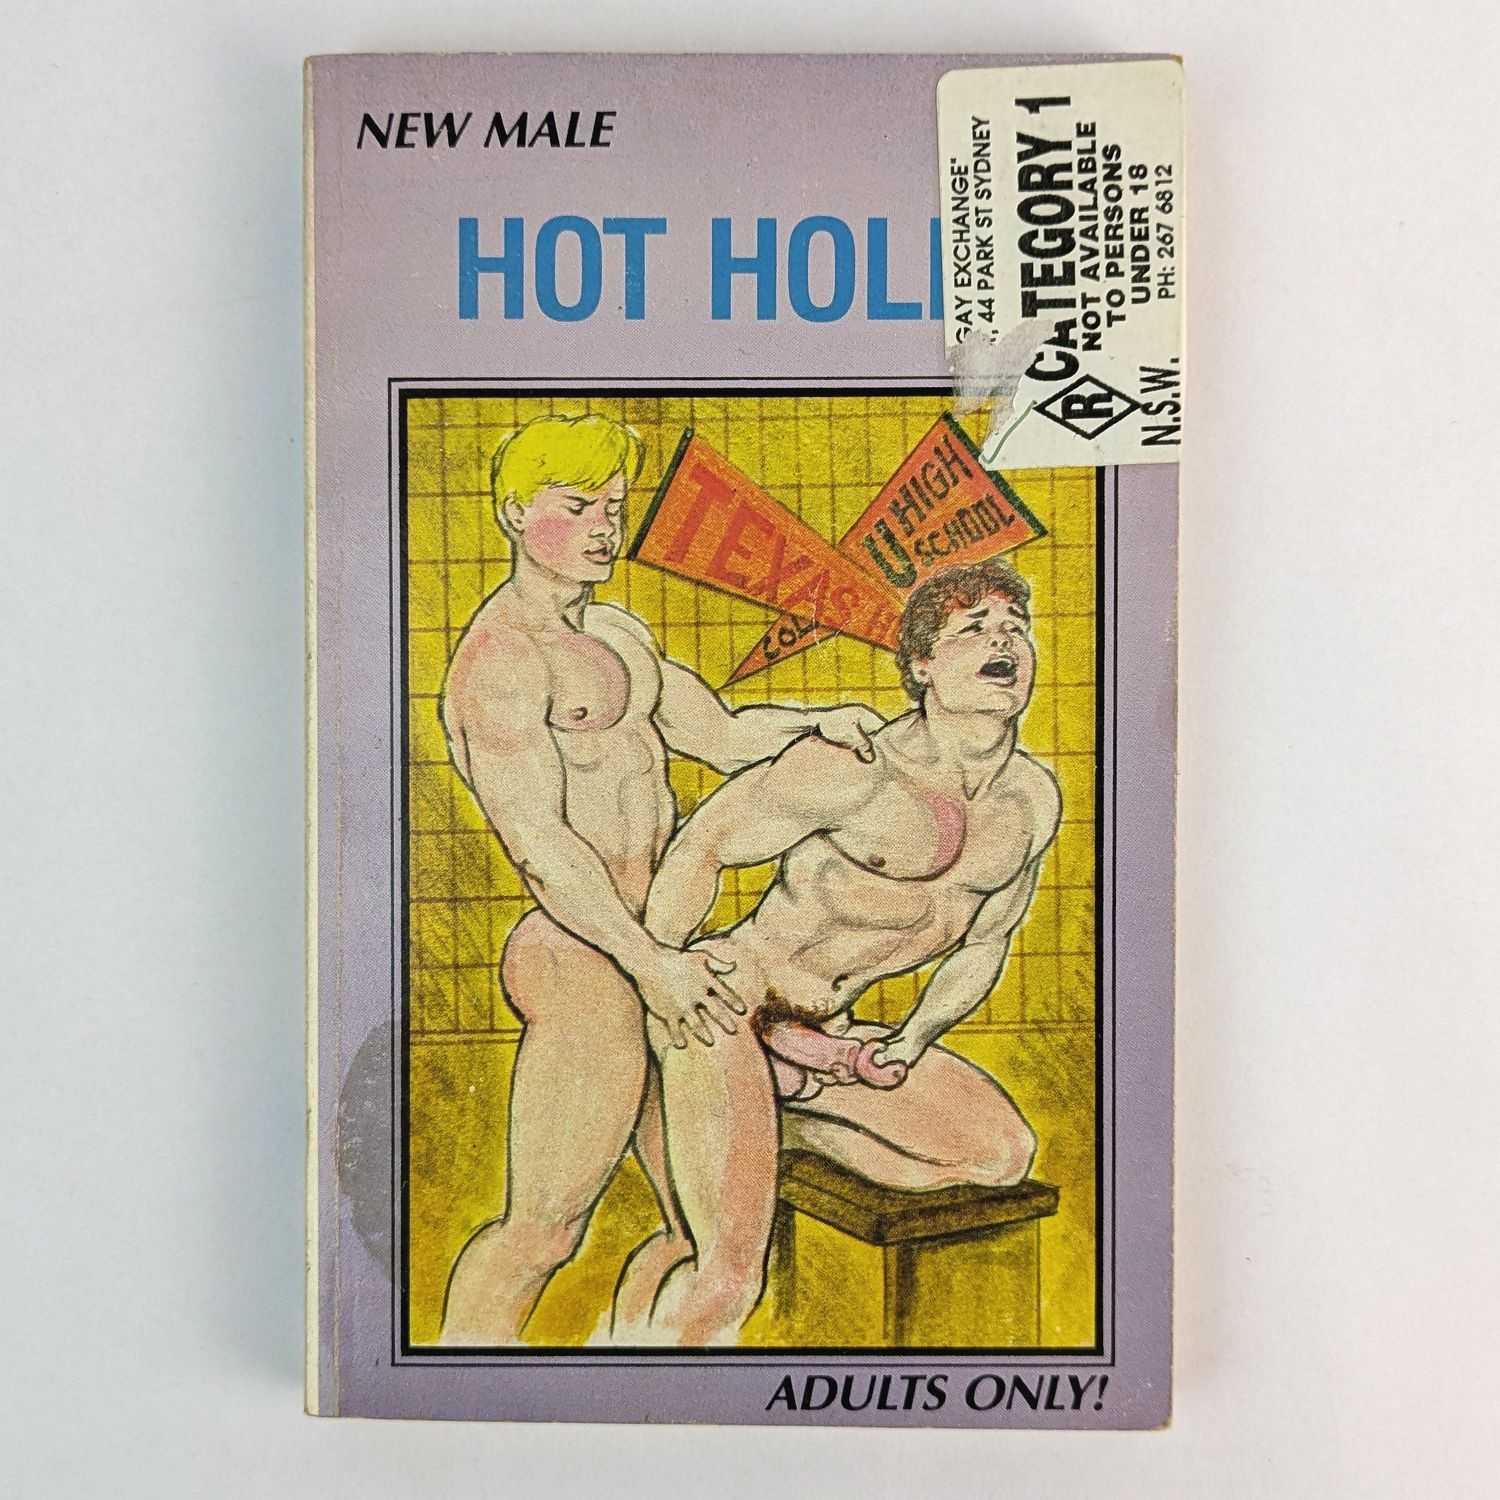 NEW MALE
HOT
GAY EXCHANGE"
44 PARK ST SYDNEY
CATEGORY 1
NOT AVAILABLE
TO PERSONS
UNDER 18
PH: 267 6812
R
N.S.W.
TEXAS
U HIGH
SCHOOL
ADULTS ONLY!